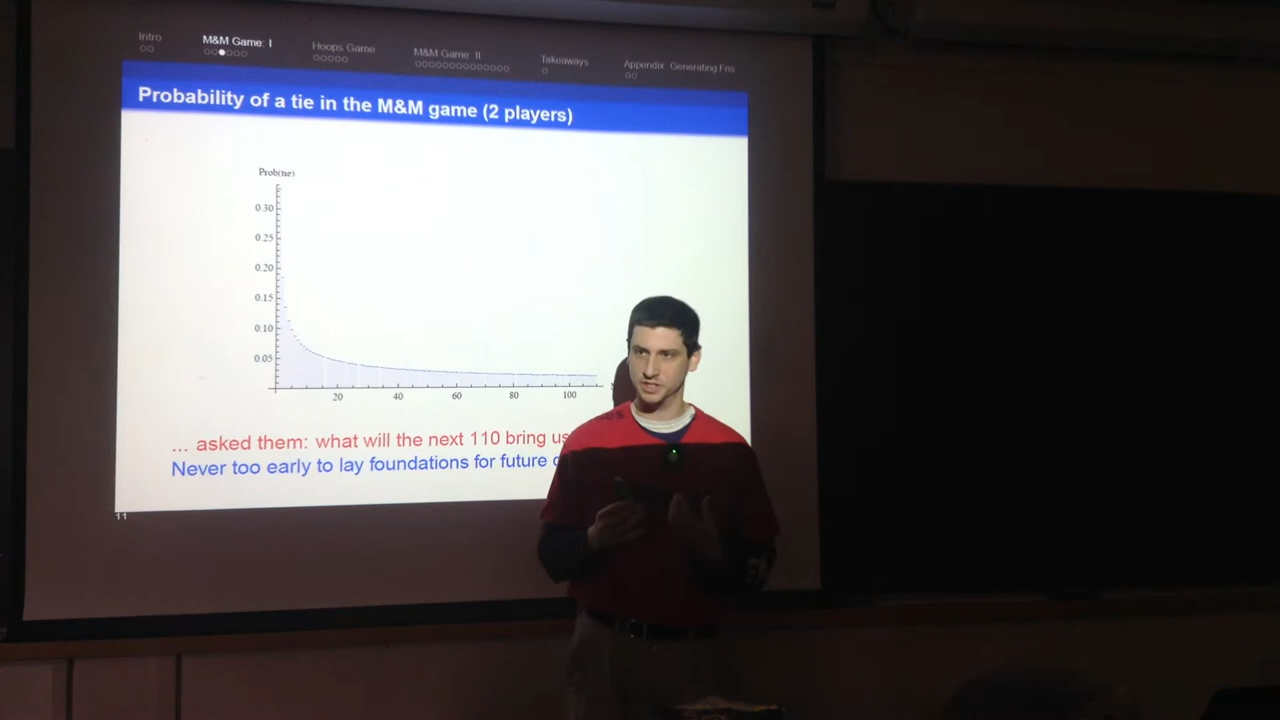 Intro
M&M Game: I
Hoops Game
M&M Game II
Takeaways
Appendix Generating Fns
Probability of a tie in the M&M game (2 players)
Prob(tie)
0.30
0.25
0.20
0.15
0.10
0.05
20 40 60 80 100
... asked them: what will the next 110 bring us
Never too early to lay foundations for future
11